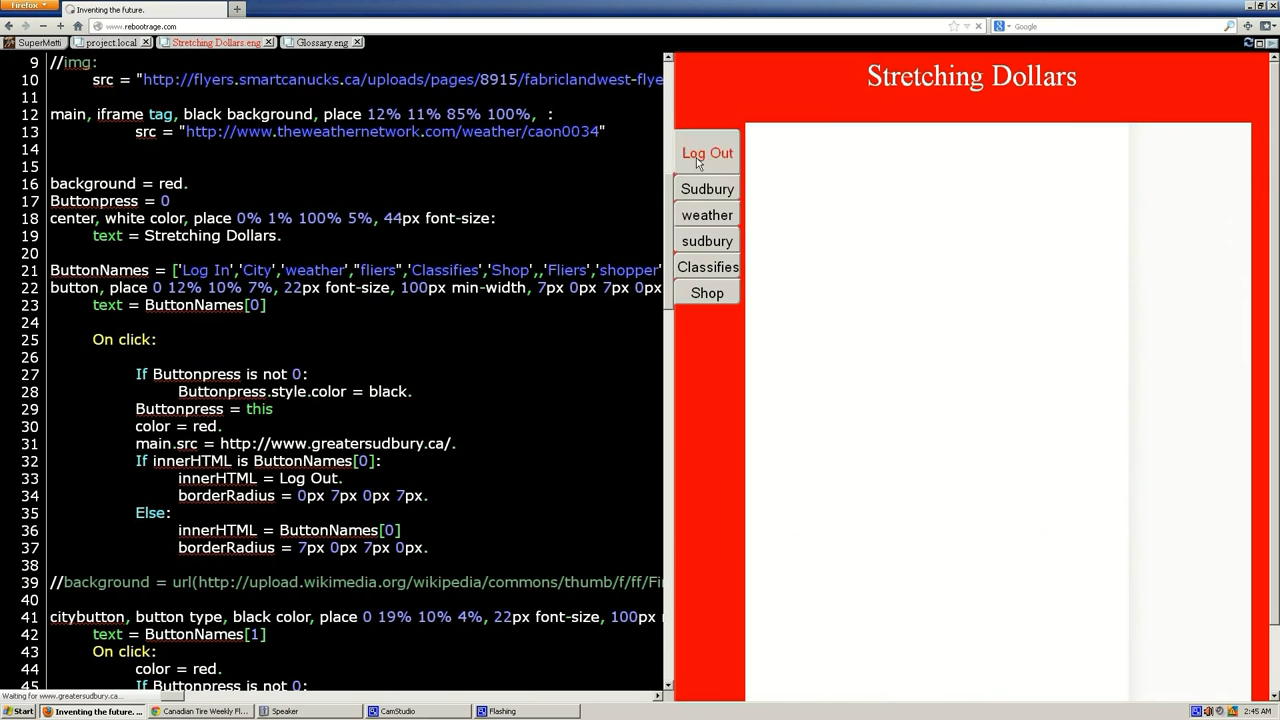 Firefox
Inventing the future.
www.rebootrage.com
Google
SuperMatti
project.local
Stretching Dollars.eng
Glossary.eng
9 //img:
10 src = "http://flyers.smartcanucks.ca/uploads/pages/8915/fabriclandwest-flye
11
12 main, iframe tag, black background, place 12% 11% 85% 100%, :
13 src = "http://www.theweathernetwork.com/weather/caon0034"
14
15
16 background = red.
17 Buttonpress = 0
18 center, white color, place 0% 1% 100% 5%, 44px font-size:
19 text = Stretching Dollars.
20
21 ButtonNames = ['Log In','City','weather',"fliers",'Classifies','Shop',,'Fliers','shopper'
22 button, place 0 12% 10% 7%, 22px font-size, 100px min-width, 7px 0px 7px 0px
23 text = ButtonNames[0]
24
25 On click:
26
27 If Buttonpress is not 0:
28 Buttonpress.style.color = black.
29 Buttonpress = this
30 color = red.
31 main.src = http://www.greatersudbury.ca/.
32 If innerHTML is ButtonNames[0]:
33 innerHTML = Log Out.
34 borderRadius = 0px 7px 0px 7px.
35 Else:
36 innerHTML = ButtonNames[0]
37 borderRadius = 7px 0px 7px 0px.
38
39 //background = url(http://upload.wikimedia.org/wikipedia/commons/thumb/f/ff/Fi
40
41 citybutton, button type, black color, place 0 19% 10% 4%, 22px font-size, 100px
42 text = ButtonNames[1]
43 On click:
44 color = red.
45 If Buttonpress is not 0:
Stretching Dollars
Log Out
Sudbury
weather
sudbury
Classifies
Shop
Waiting for www.greatersudbury.ca...
Start
Inventing the future. ...
Canadian Tire Weekly Fl...
Speaker
CamStudio
Flashing
2:45 AM